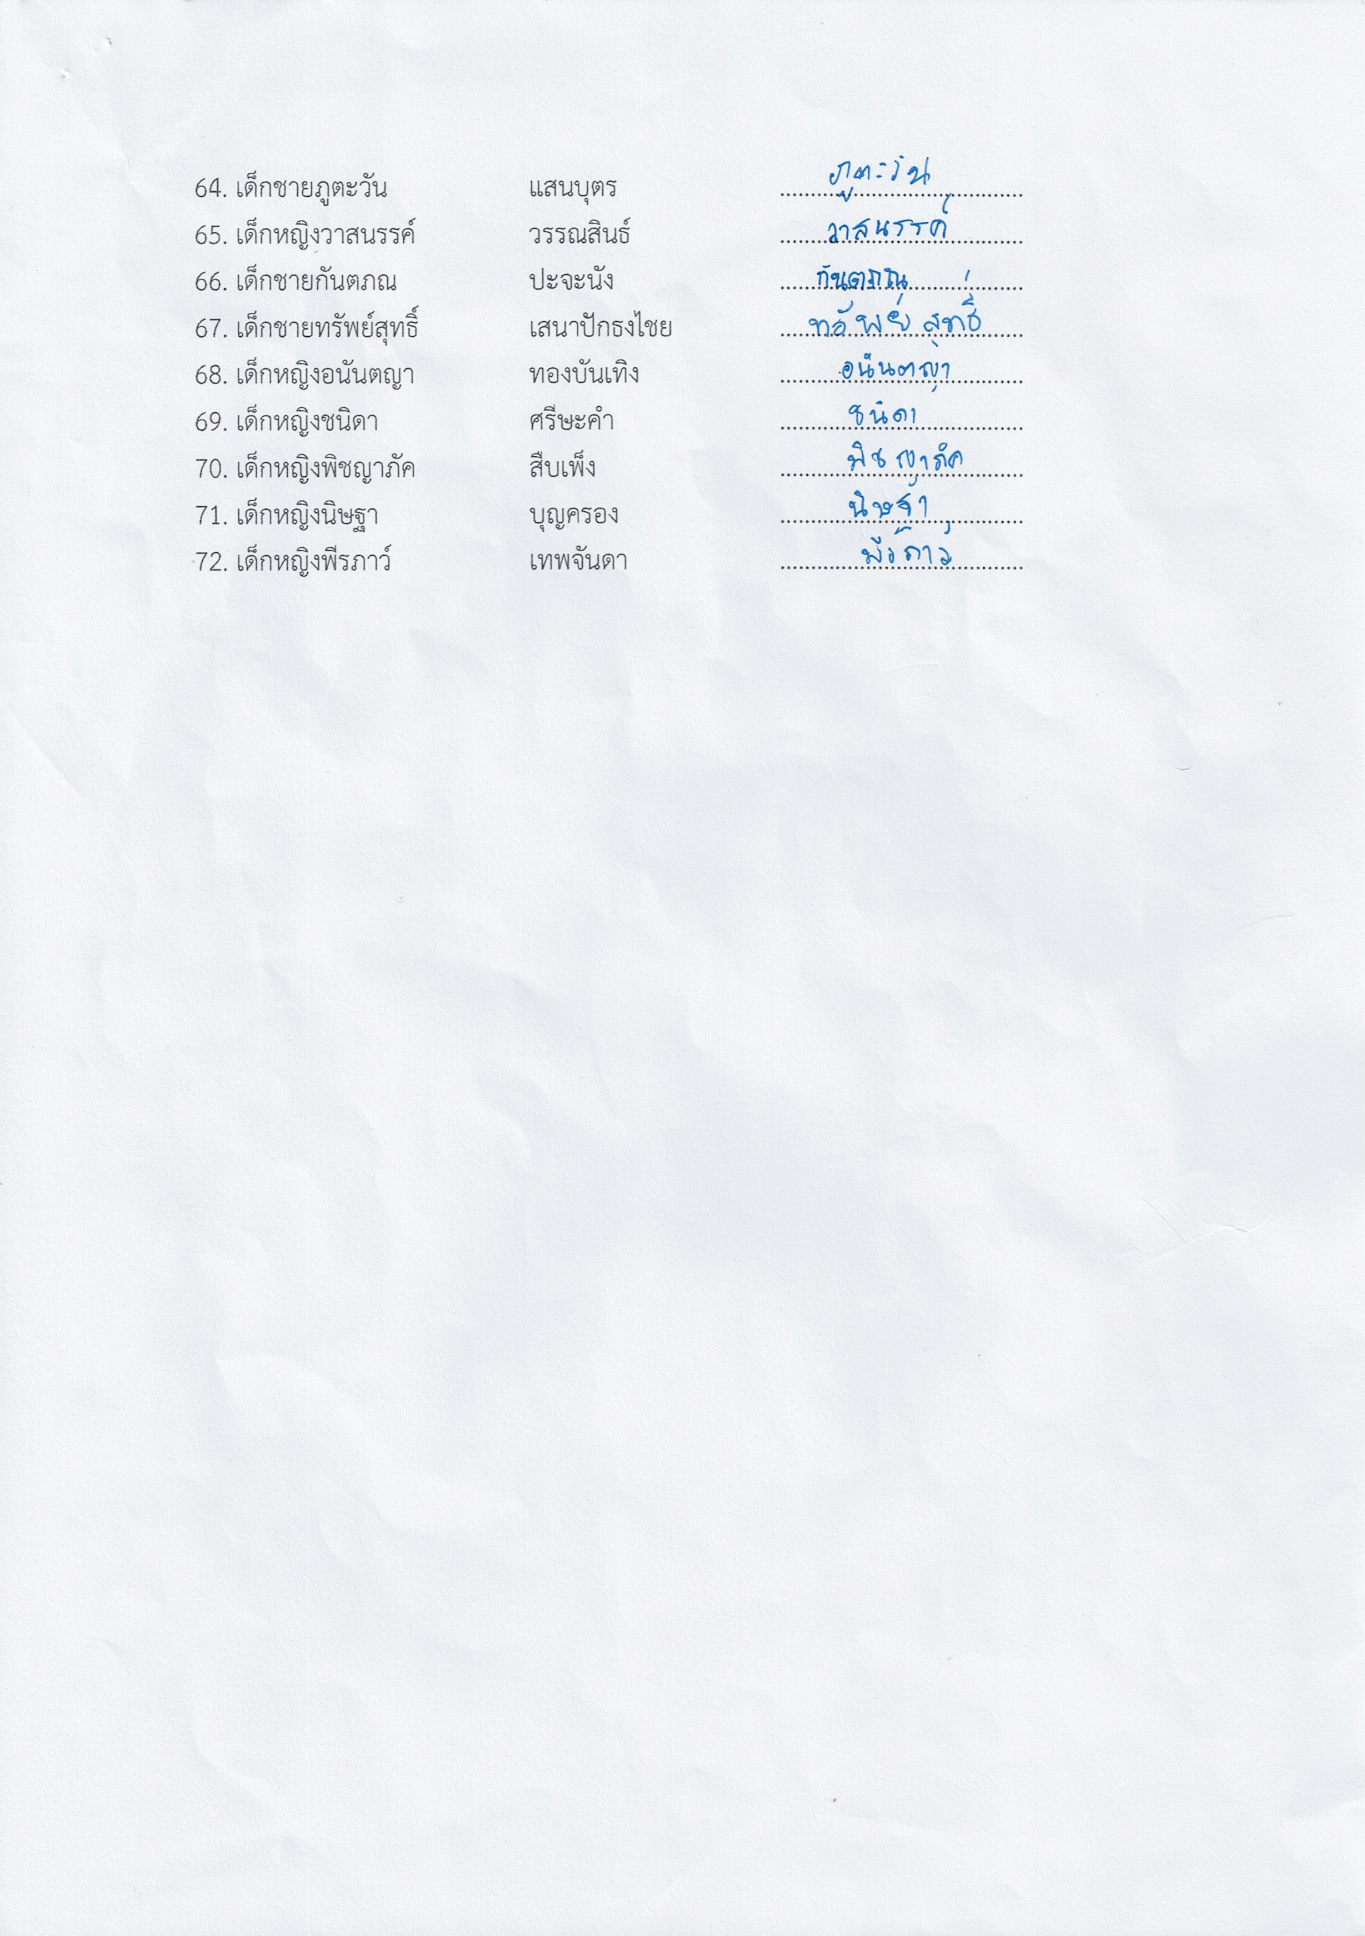 64. เด็กชายภูตะวัน แสนบุตร ภูตะวัน
65. เด็กหญิงวาสนรรค์ วรรณสินธ์ วาสนรรค์
66. เด็กชายกันตภณ ปะจะนัง กันตภณ
67. เด็กชายทรัพย์สุทธิ์ เสนาปักธงไชย ทรัพย์สุทธิ์
68. เด็กหญิงอนันตญา ทองบันเทิง อนันตญา
69. เด็กหญิงชนิดา ศรีษะคำ ชนิดา
70. เด็กหญิงพิชญาภัค สืบเพ็ง พิชญาภัค
71. เด็กหญิงนิษฐา บุญครอง นิษฐา
72. เด็กหญิงพีรภาว์ เทพจันดา พีรภาว์